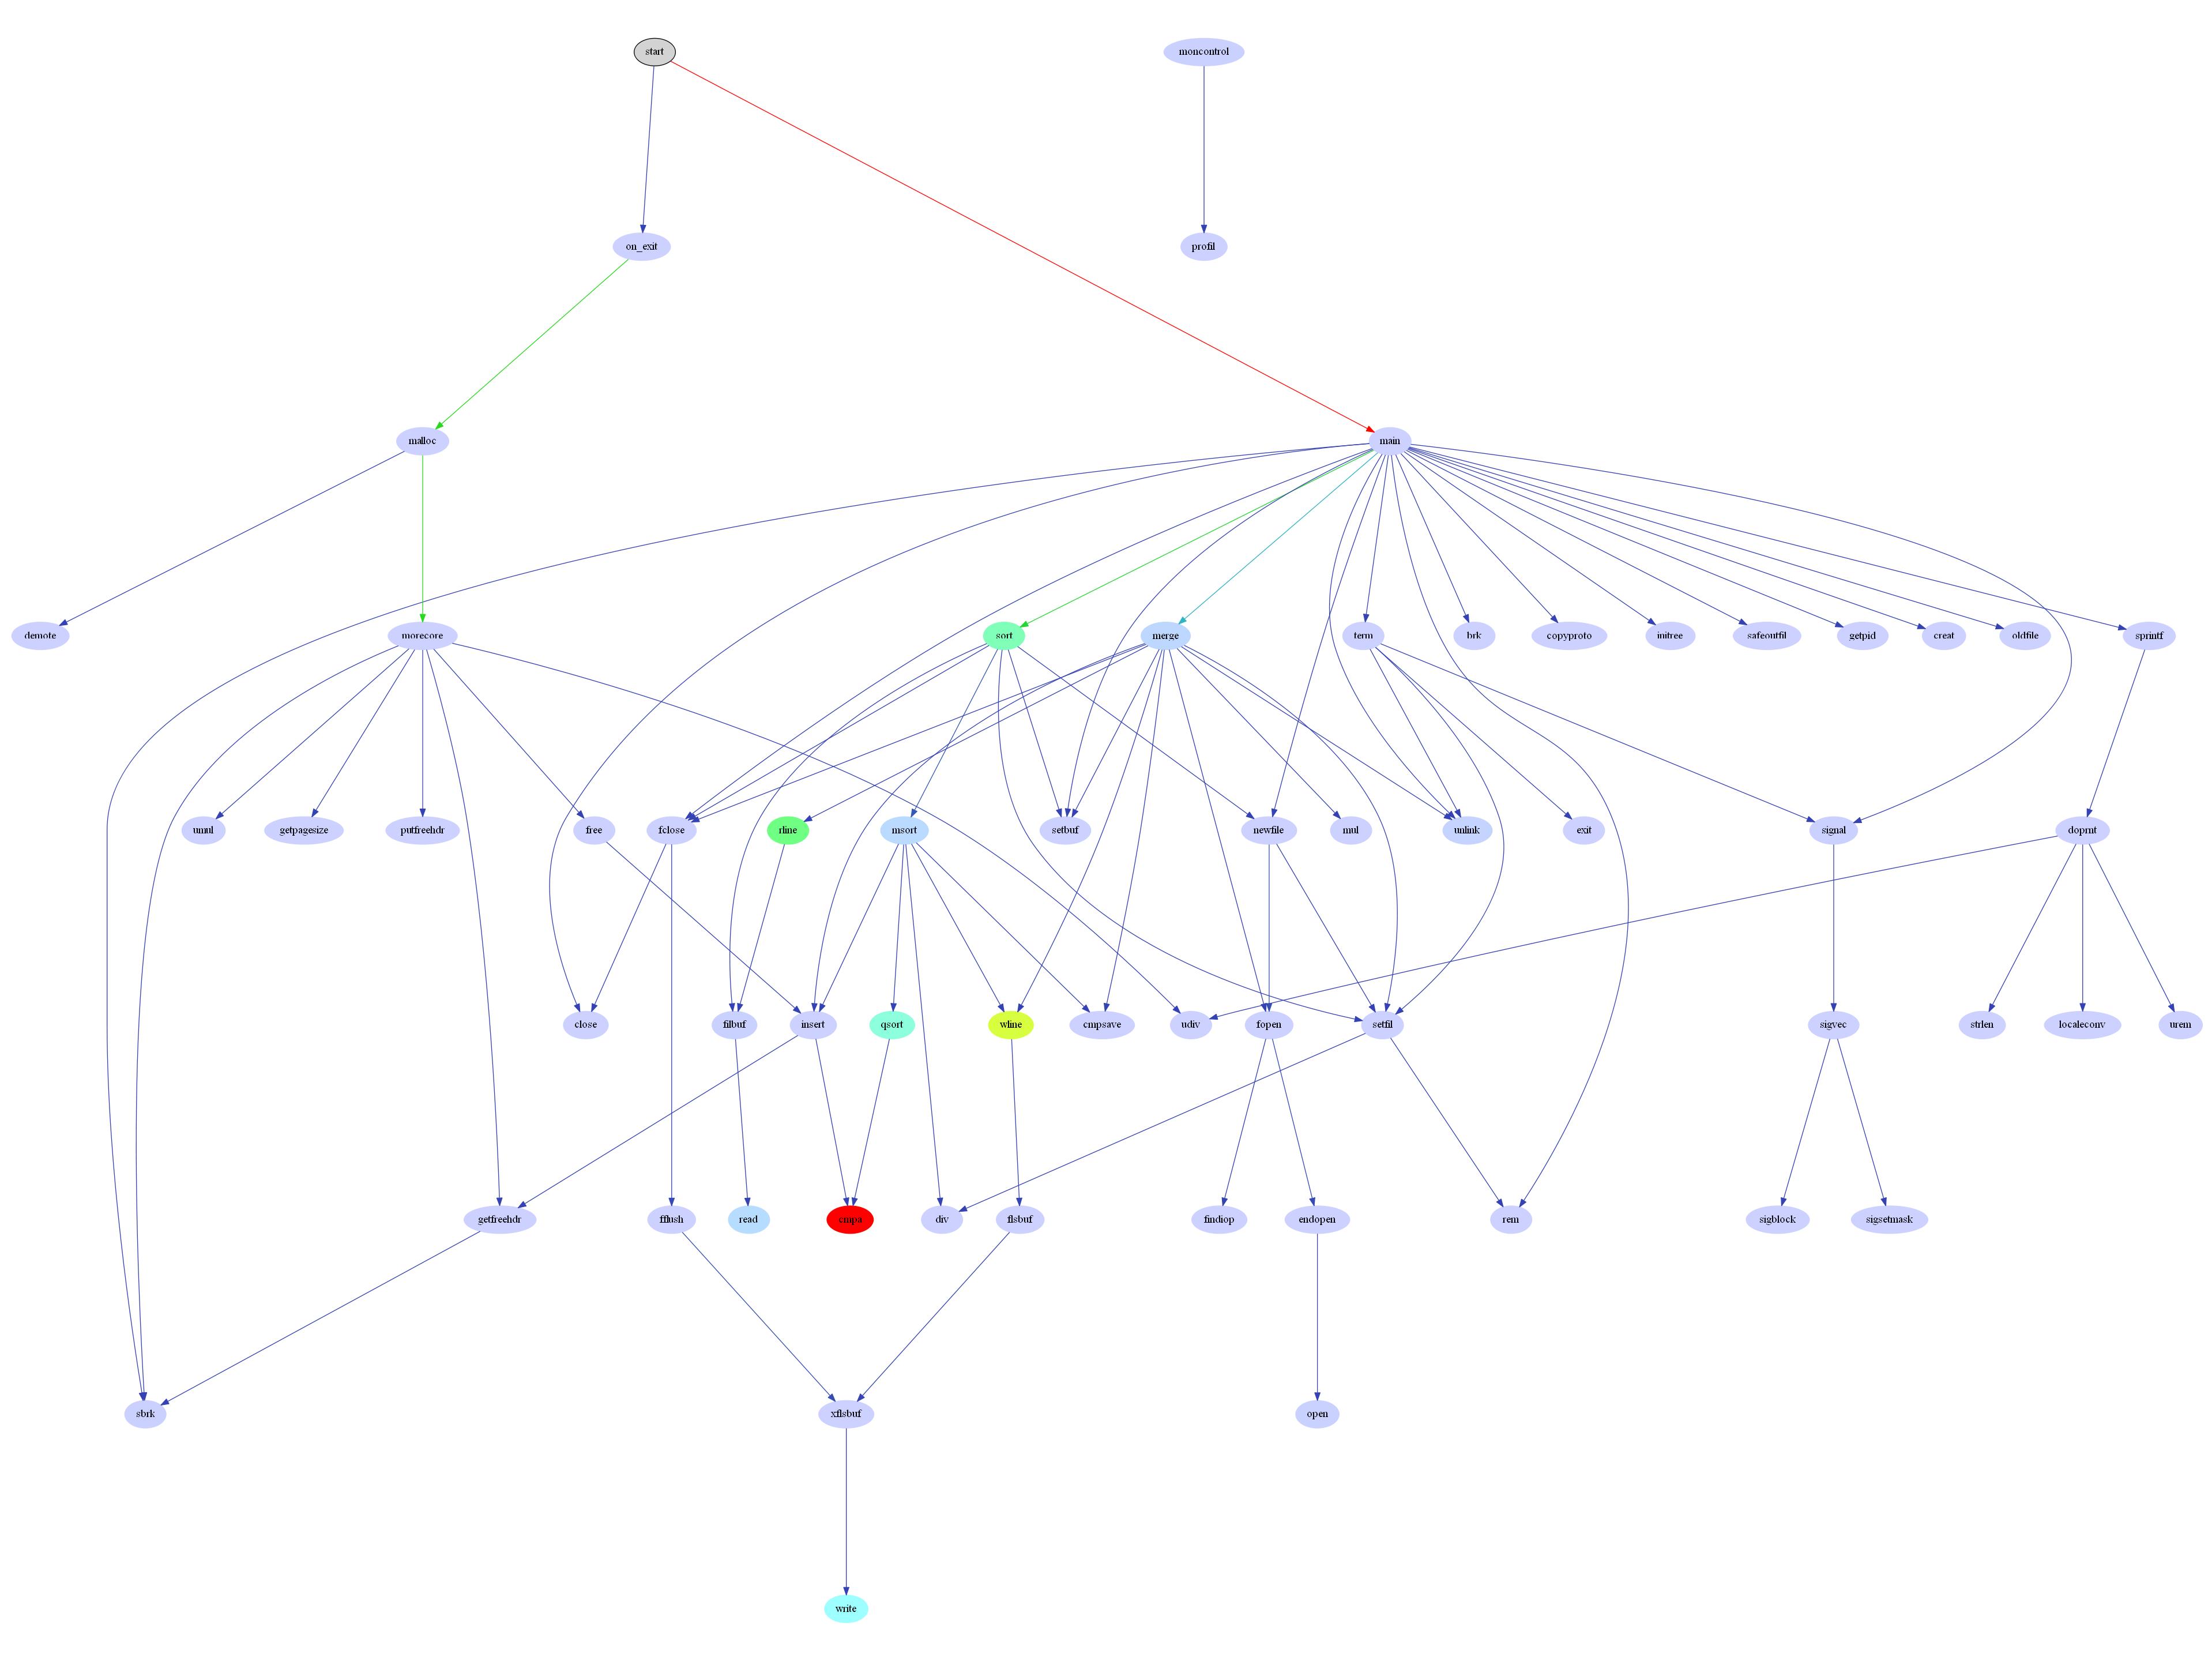 start
moncontrol
on_exit
profil
malloc
main
demote
morecore
sort
merge
term
brk
copyproto
initree
safeoutfil
getpid
creat
oldfile
sprintf
umul
getpagesize
putfreehdr
free
fclose
rline
msort
setbuf
newfile
mul
unlink
exit
signal
doprnt
close
filbuf
insert
qsort
wline
cmpsave
udiv
fopen
setfil
sigvec
strlen
localeconv
urem
getfreehdr
fflush
read
cmpa
div
flsbuf
findiop
endopen
rem
sigblock
sigsetmask
sbrk
xflsbuf
open
write